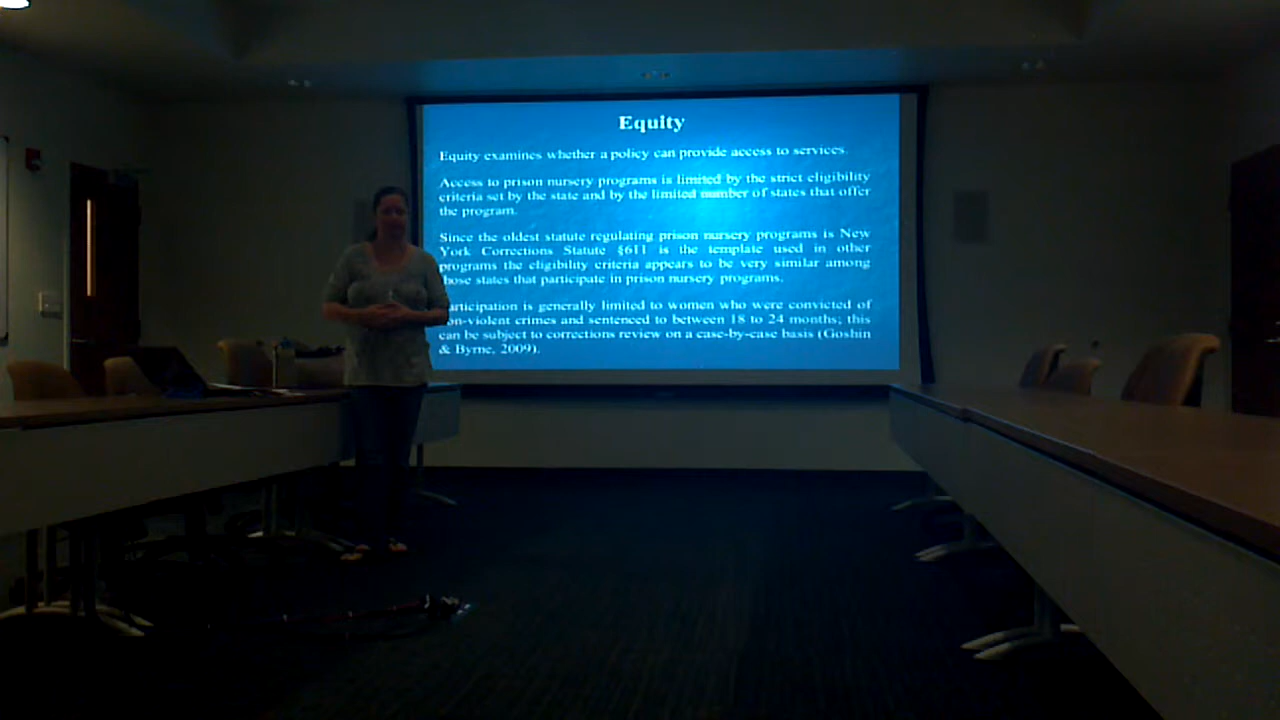 Equity
Equity examines whether a policy can provide access to services.
Access to prison nursery programs is limited by the strict eligibility
criteria set by the state and by the limited number of states that offer
the program.
Since the oldest statute regulating prison nursery programs is New
York Corrections Statute §611 is the template used in other
programs the eligibility criteria appears to be very similar among
those states that participate in prison nursery programs.
articipation is generally limited to women who were convicted of
on-violent crimes and sentenced to between 18 to 24 months; this
can be subject to corrections review on a case-by-case basis (Goshin
& Byrne, 2009).